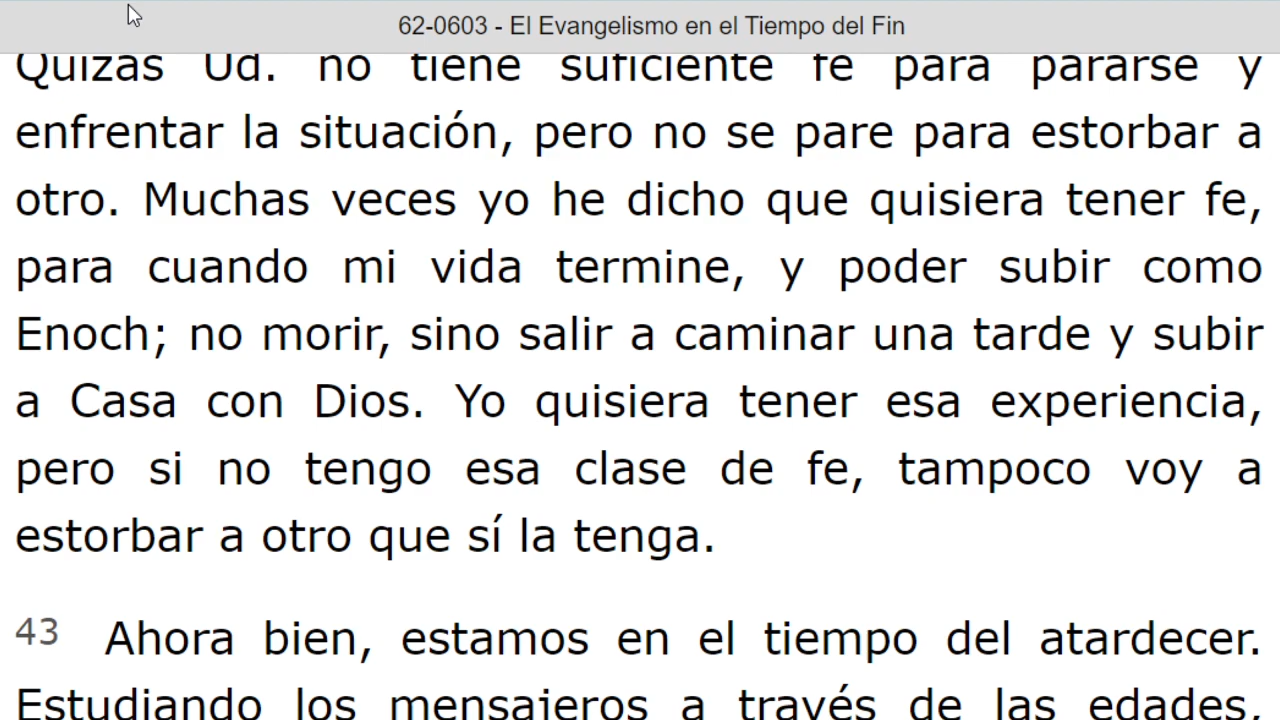 62-0603 - El Evangelismo en el Tiempo del Fin
Quizás Ud. no tiene suficiente fe para pararse y
enfrentar la situación, pero no se pare para estorbar a
otro. Muchas veces yo he dicho que quisiera tener fe,
para cuando mi vida termine, y poder subir como
Enoch; no morir, sino salir a caminar una tarde y subir
a Casa con Dios. Yo quisiera tener esa experiencia,
pero si no tengo esa clase de fe, tampoco voy a
estorbar a otro que sí la tenga.
43 Ahora bien, estamos en el tiempo del atardecer.
Estudiando los mensajeros a través de las edades,